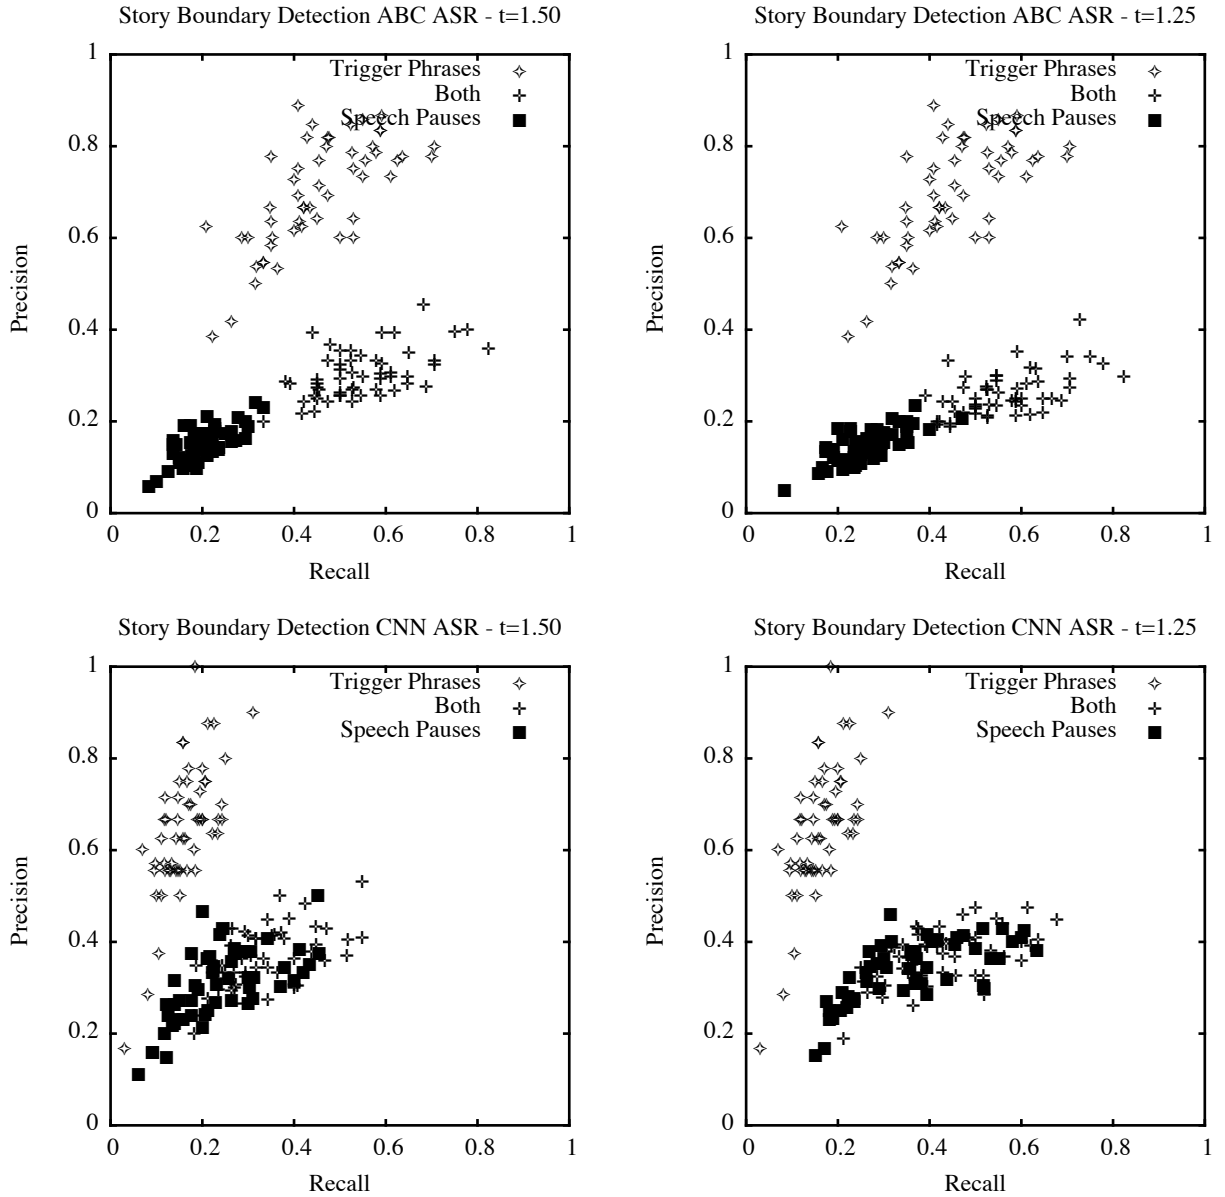 Story Boundary Detection ABC ASR - t=1.50
1
Trigger Phrases
Both
Speech Pauses
0.8
0.6
0.4
0.2
0
Precision
0 0.2 0.4 0.6 0.8 1
Recall
Story Boundary Detection ABC ASR - t=1.25
1
Trigger Phrases
Both
Speech Pauses
0.8
0.6
0.4
0.2
0
Precision
0 0.2 0.4 0.6 0.8 1
Recall
Story Boundary Detection CNN ASR - t=1.50
1
Trigger Phrases
Both
Speech Pauses
0.8
0.6
0.4
0.2
0
Precision
0 0.2 0.4 0.6 0.8 1
Recall
Story Boundary Detection CNN ASR - t=1.25
1
Trigger Phrases
Both
Speech Pauses
0.8
0.6
0.4
0.2
0
Precision
0 0.2 0.4 0.6 0.8 1
Recall